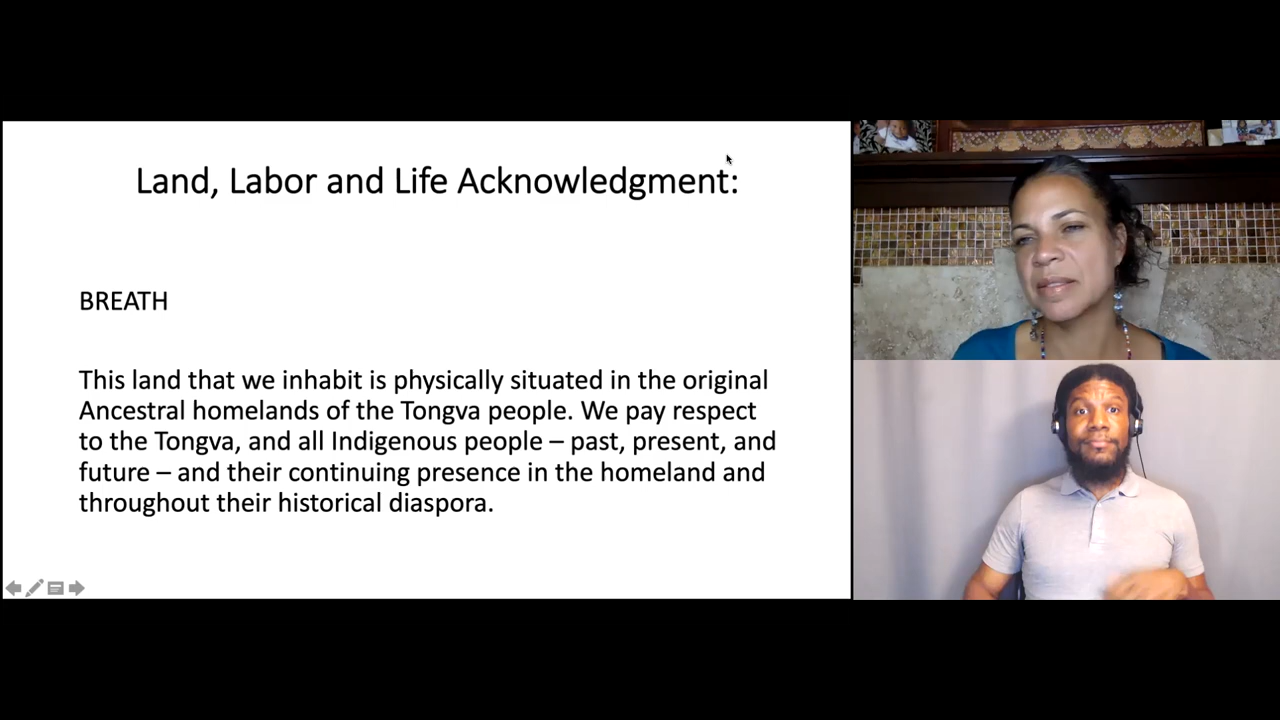 Land, Labor and Life Acknowledgment:
BREATH
This land that we inhabit is physically situated in the original
Ancestral homelands of the Tongva people. We pay respect
to the Tongva, and all Indigenous people – past, present, and
future – and their continuing presence in the homeland and
throughout their historical diaspora.